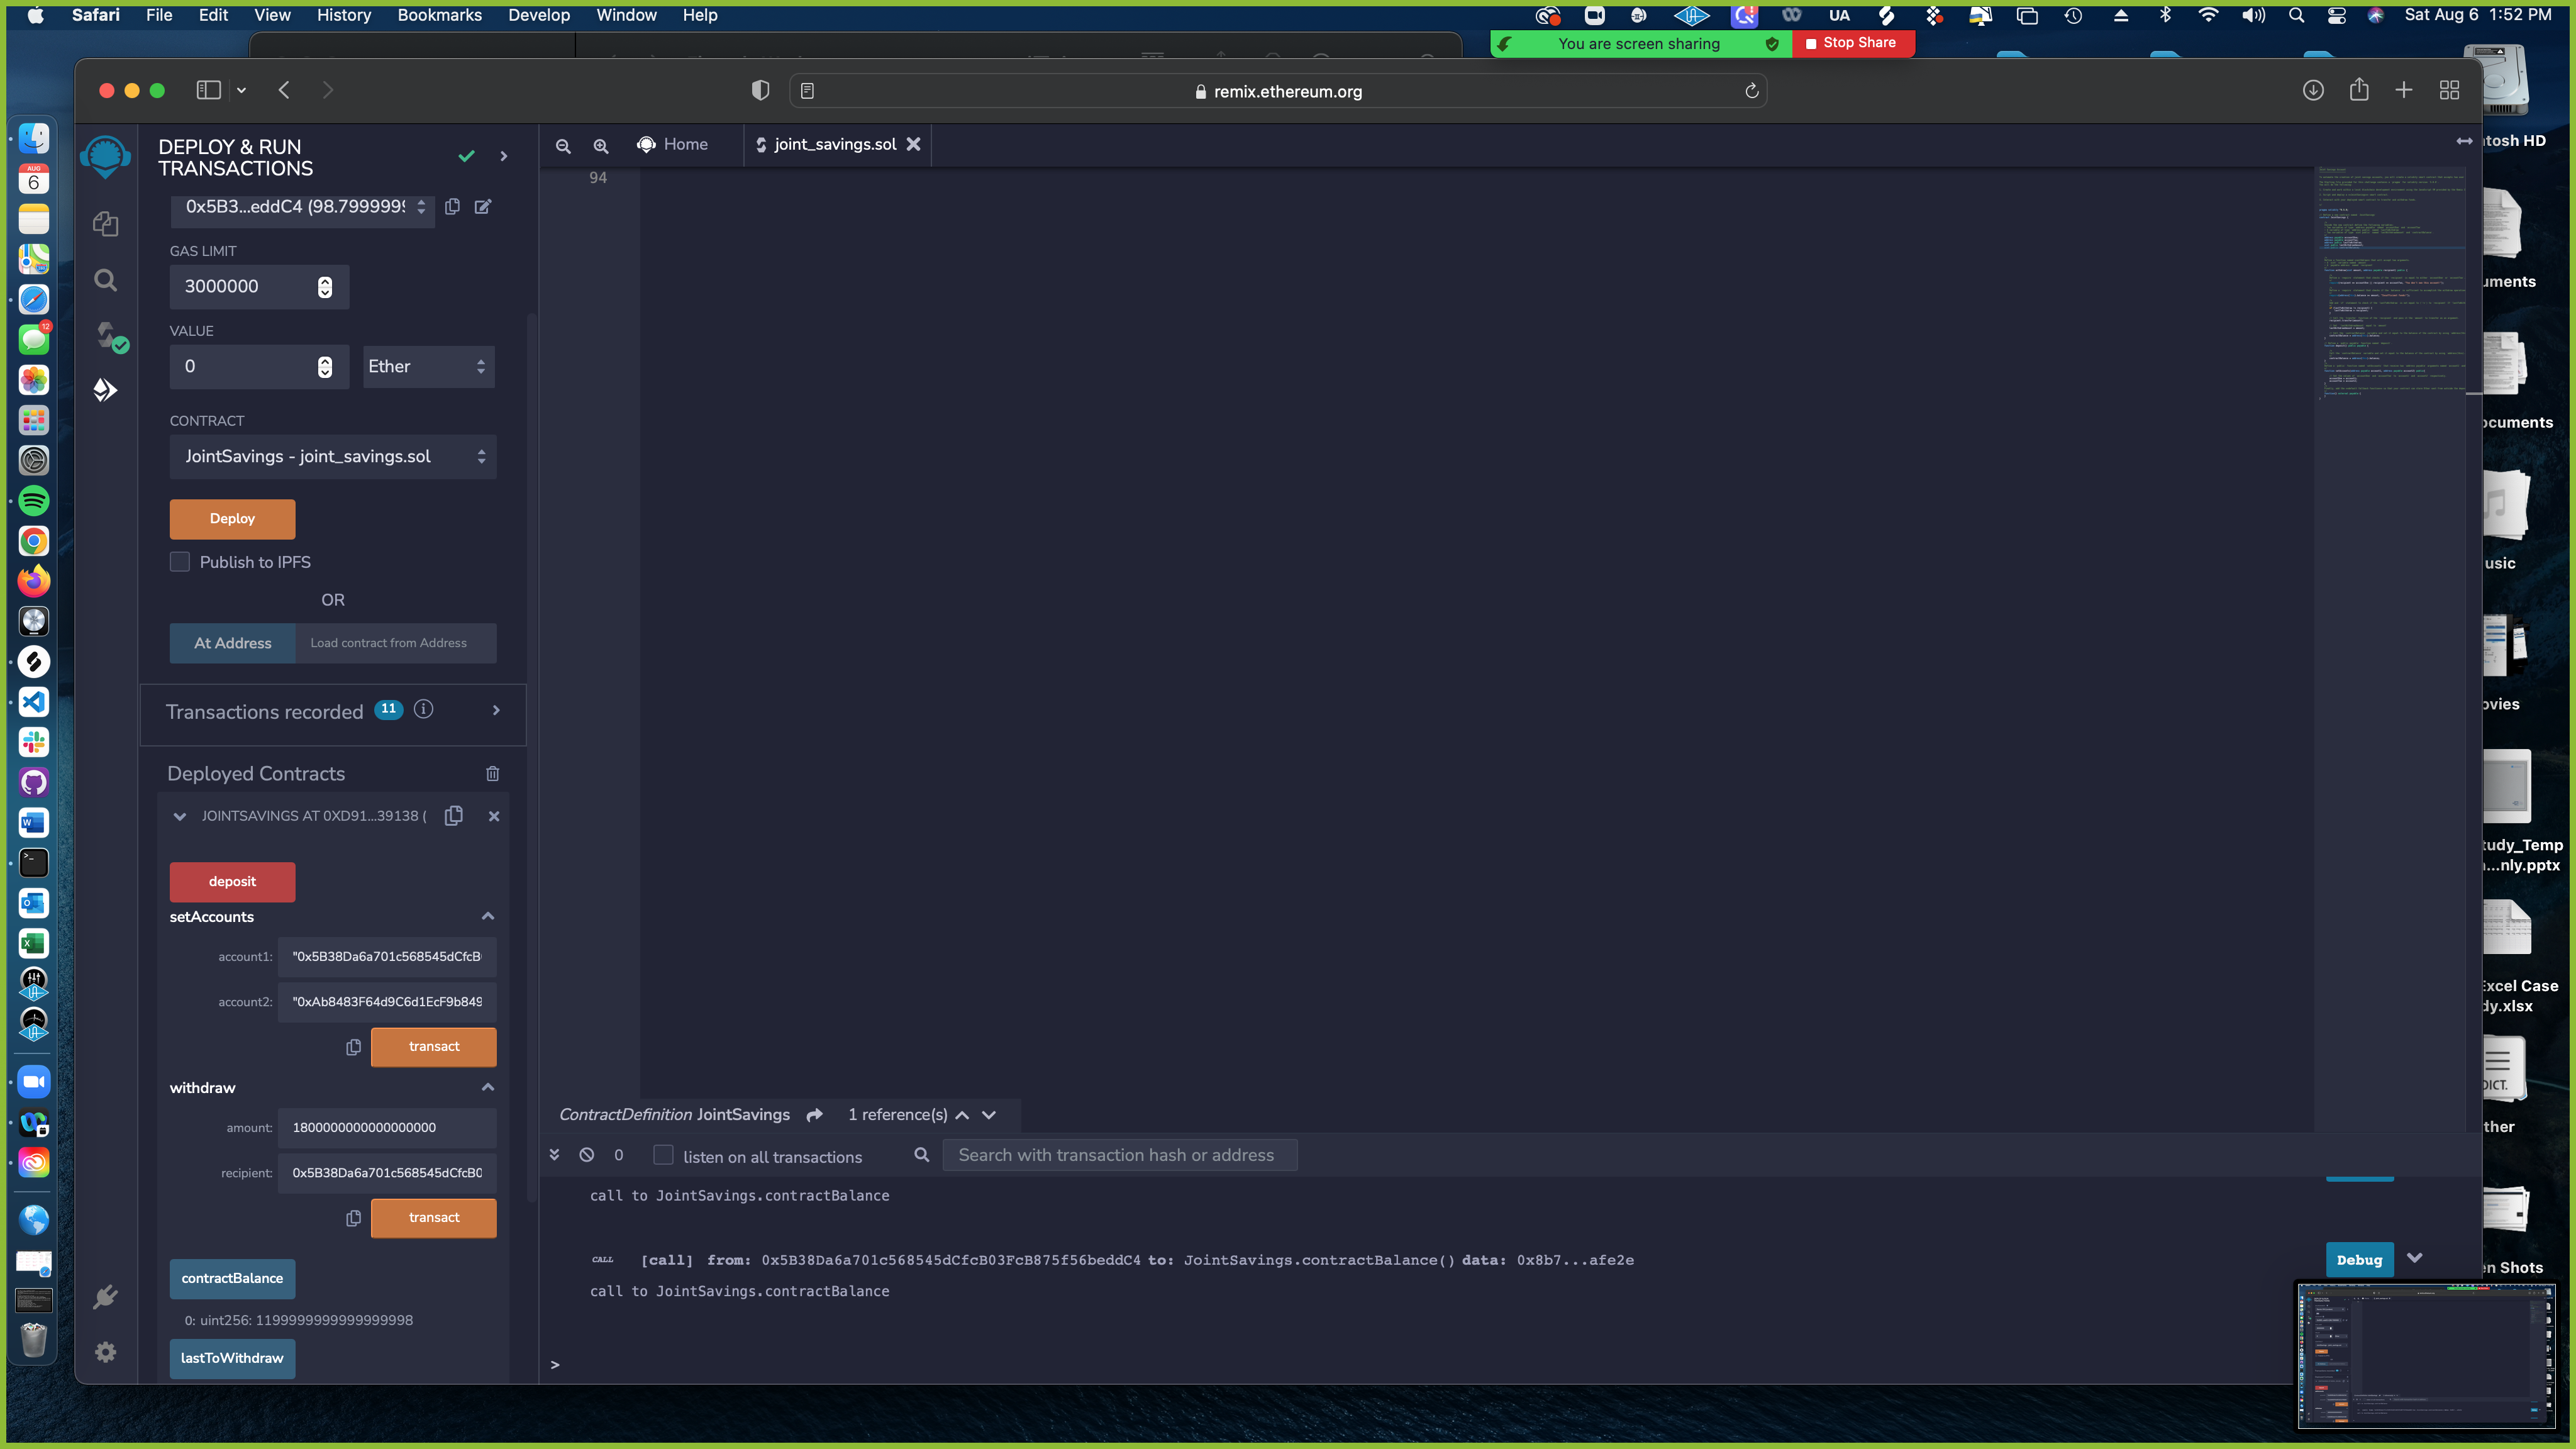 Safari File Edit View History Bookmarks Develop Window Help
UA
Sat Aug 6 1:52 PM
You are screen sharing
Stop Share
remix.ethereum.org
DEPLOY & RUN
TRANSACTIONS
Home
joint_savings.sol
94
0x5B3...eddC4 (98.7999999
GAS LIMIT
3000000
VALUE
0
Ether
CONTRACT
JointSavings - joint_savings.sol
Deploy
Publish to IPFS
OR
At Address
Load contract from Address
Transactions recorded 11
Deployed Contracts
JOINTSAVINGS AT 0XD91...39138 (
deposit
setAccounts
account1: "0x5B38Da6a701c568545dCfcB
account2: "0xAb8483F64d9C6d1EcF9b849
transact
withdraw
amount: 1800000000000000000
recipient: 0x5B38Da6a701c568545dCfcB0
transact
contractBalance
0: uint256: 1199999999999999998
lastToWithdraw
ContractDefinition JointSavings 1 reference(s)
0
listen on all transactions
Search with transaction hash or address
call to JointSavings.contractBalance
CALL [call] from: 0x5B38Da6a701c568545dCfcB03FcB875f56beddC4 to: JointSavings.contractBalance() data: 0x8b7...afe2e
Debug
call to JointSavings.contractBalance
>
AUG
6
12
tosh HD
uments
ocuments
usic
ovies
tudy_Temp
a...nly.pptx
Excel Case
dy.xlsx
DICT.
ther
en Shots